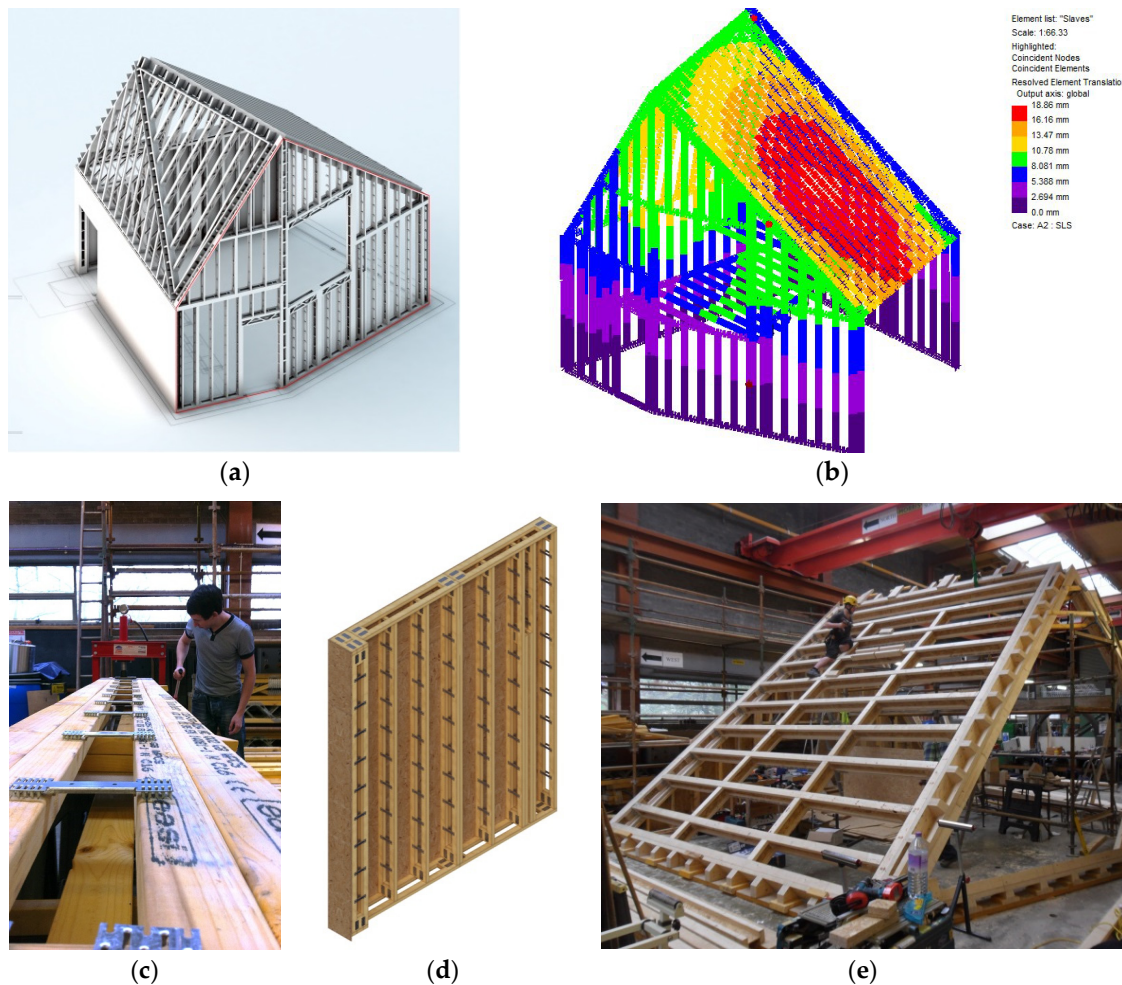 Element list: "Slaves"
Scale: 1:66.33
Highlighted:
Coincident Nodes
Coincident Elements
Resolved Element Translatio
Output axis: global
18.86 mm
16.16 mm
13.47 mm
10.78 mm
8.081 mm
5.388 mm
2.694 mm
0.0 mm
Case: A2 : SLS
(a)
(b)
WEST
(c)
(d)
(e)